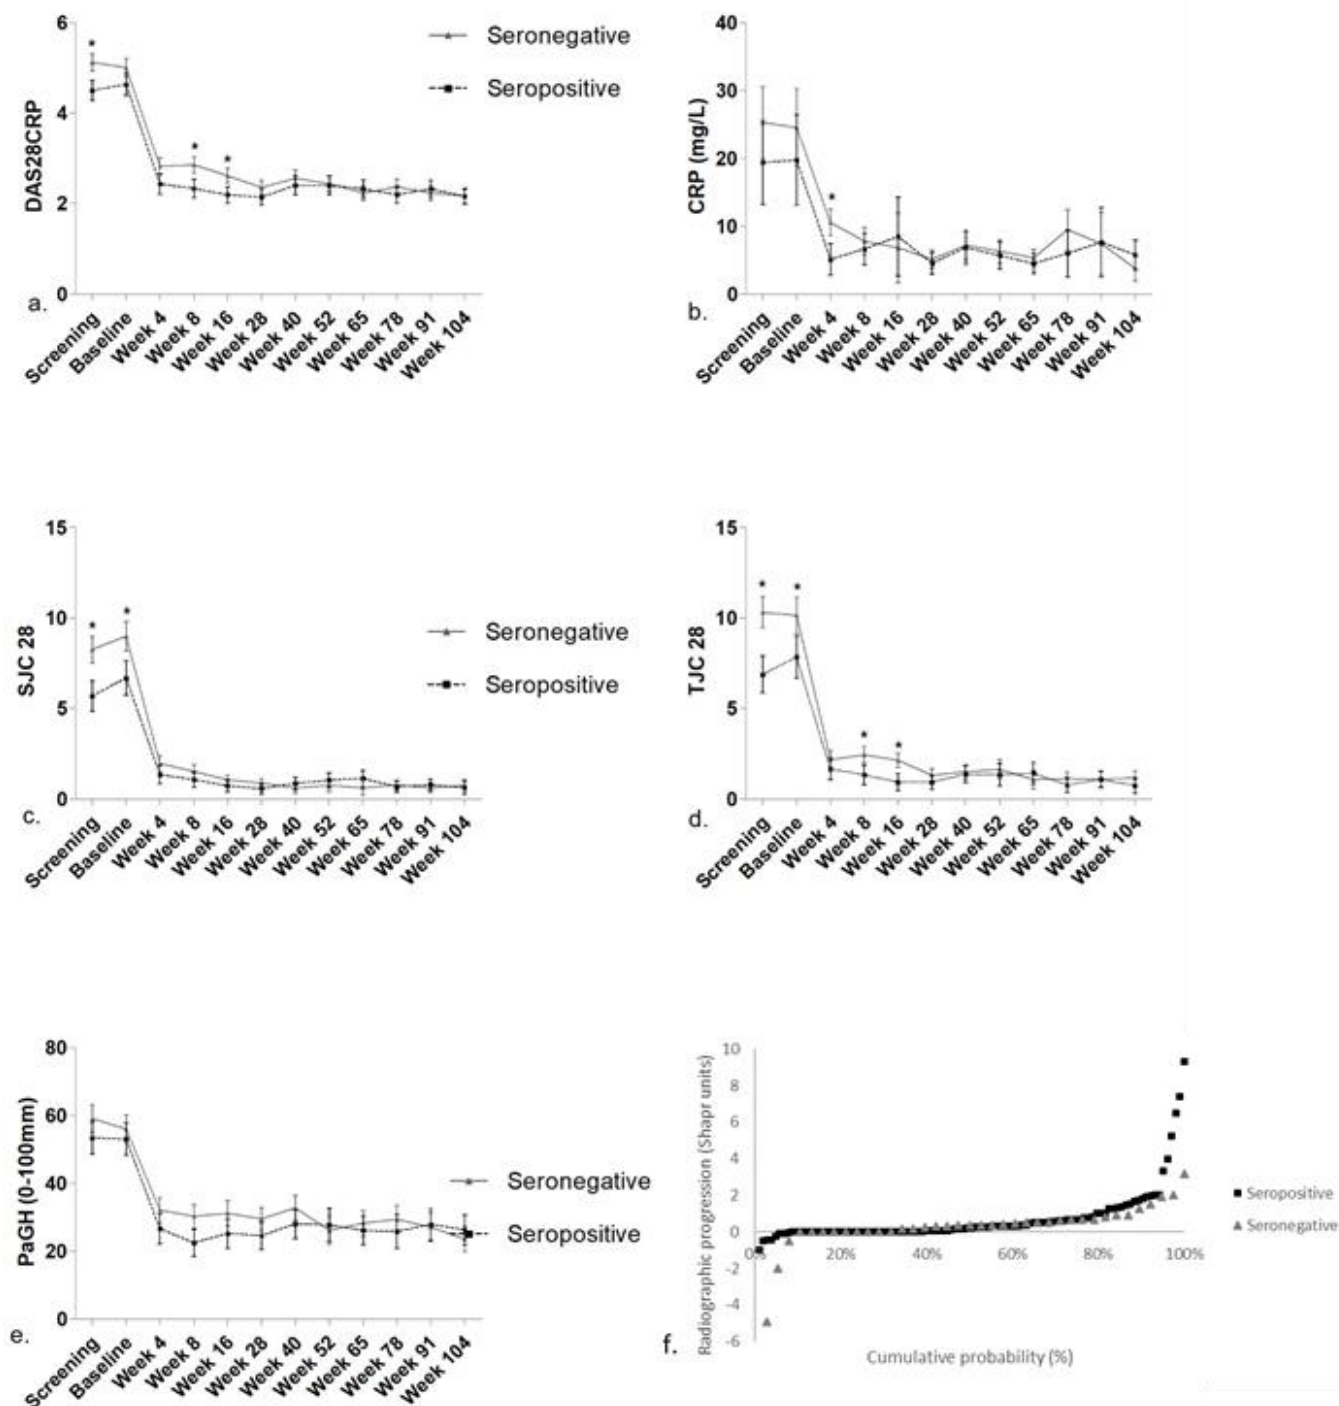 6
4
2
0
DAS28CRP
*
*
*
Seronegative
Seropositive
a.
Screening
Baseline
Week 4
Week 8
Week 16
Week 28
Week 40
Week 52
Week 65
Week 78
Week 91
Week 104
40
30
20
10
0
CRP (mg/L)
*
b.
Screening
Baseline
Week 4
Week 8
Week 16
Week 28
Week 40
Week 52
Week 65
Week 78
Week 91
Week 104
15
10
5
0
SJC 28
*
*
Seronegative
Seropositive
c.
Screening
Baseline
Week 4
Week 8
Week 16
Week 28
Week 40
Week 52
Week 65
Week 78
Week 91
Week 104
15
10
5
0
TJC 28
*
*
*
*
d.
Screening
Baseline
Week 4
Week 8
Week 16
Week 28
Week 40
Week 52
Week 65
Week 78
Week 91
Week 104
80
60
40
20
0
PaGH (0-100mm)
Seronegative
Seropositive
e.
Screening
Baseline
Week 4
Week 8
Week 16
Week 28
Week 40
Week 52
Week 65
Week 78
Week 91
Week 104
10
8
6
4
2
0
-2
-4
-6
Radiographic progression (Shapr units)
0%
20%
40%
60%
80%
100%
Seropositive
Seronegative
f.
Cumulative probability (%)